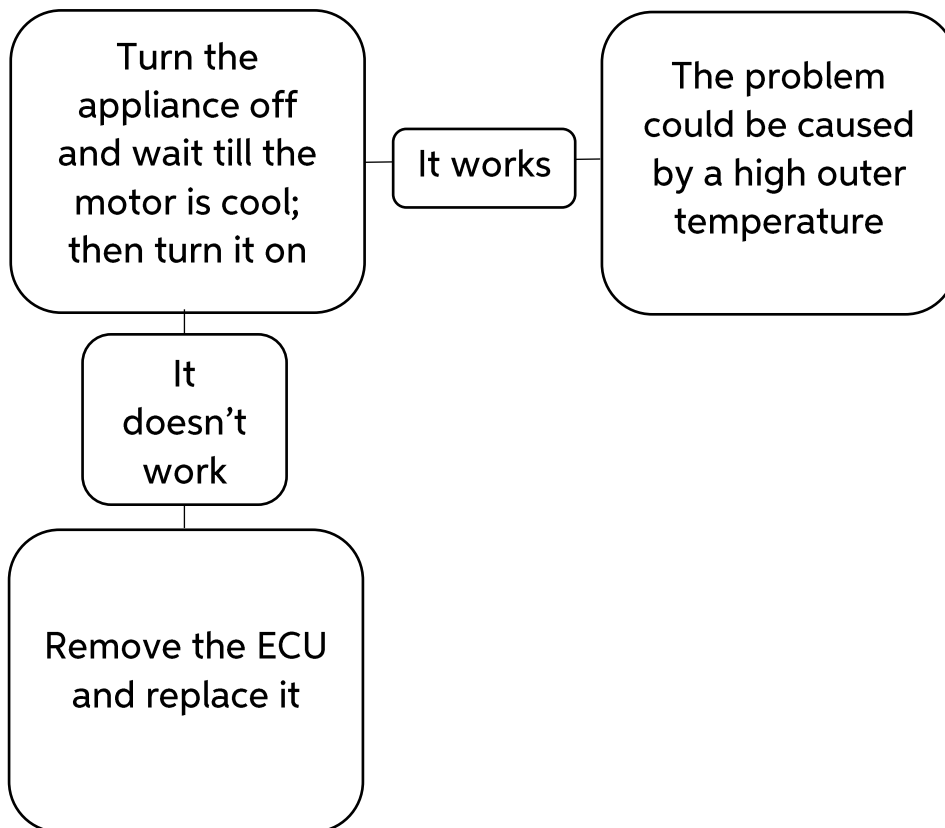 Turn the
appliance off
and wait till the
motor is cool;
then turn it on
It works
The problem
could be caused
by a high outer
temperature
It
doesn’t
work
Remove the ECU
and replace it